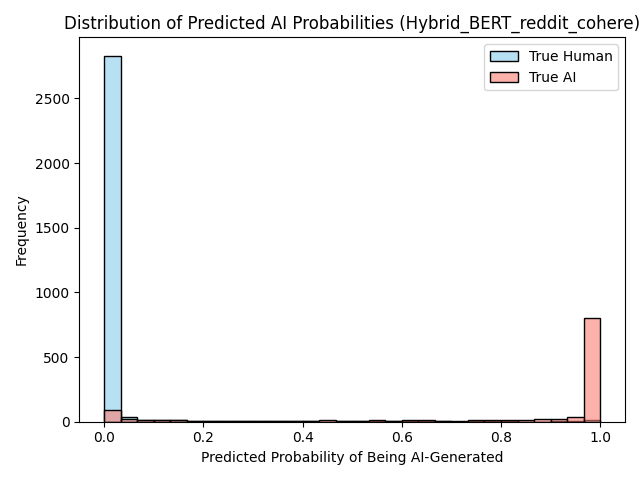 Distribution of Predicted AI Probabilities (Hybrid_BERT_reddit_cohere)
True Human
True AI
2500
2000
1500
1000
500
0
Frequency
0.0 0.2 0.4 0.6 0.8 1.0
Predicted Probability of Being AI-Generated